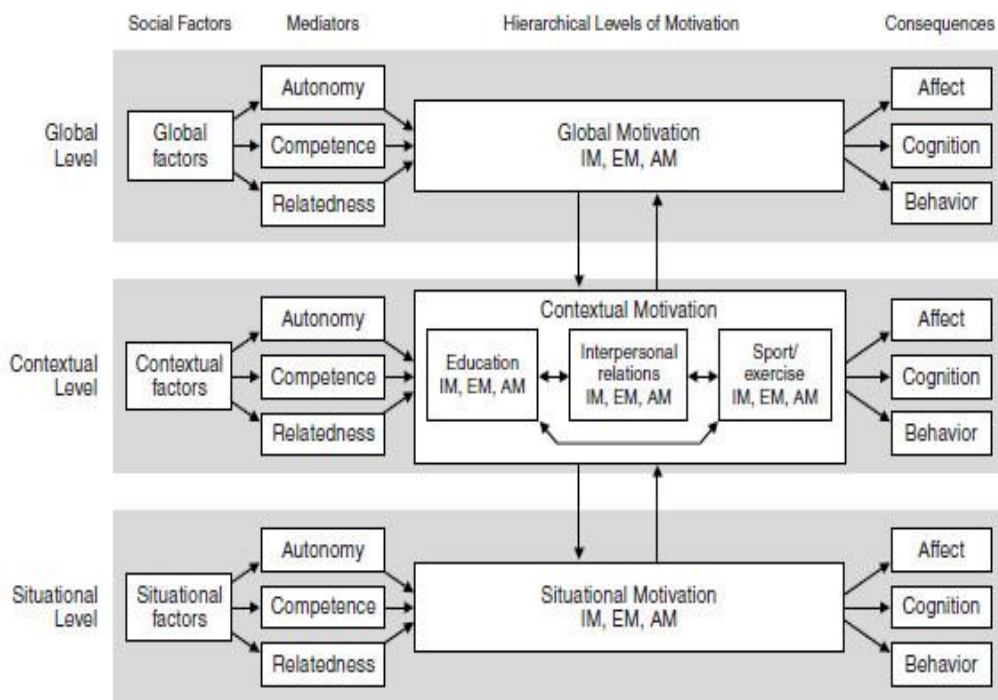 Social Factors
Mediators
Hierarchical Levels of Motivation
Consequences
Global
Level
Global
factors
Autonomy
Competence
Relatedness
Global Motivation
IM, EM, AM
Affect
Cognition
Behavior
Contextual
Level
Contextual
factors
Autonomy
Competence
Relatedness
Contextual Motivation
Education
IM, EM, AM
Interpersonal
relations
IM, EM, AM
Sport/
exercise
IM, EM, AM
Affect
Cognition
Behavior
Situational
Level
Situational
factors
Autonomy
Competence
Relatedness
Situational Motivation
IM, EM, AM
Affect
Cognition
Behavior